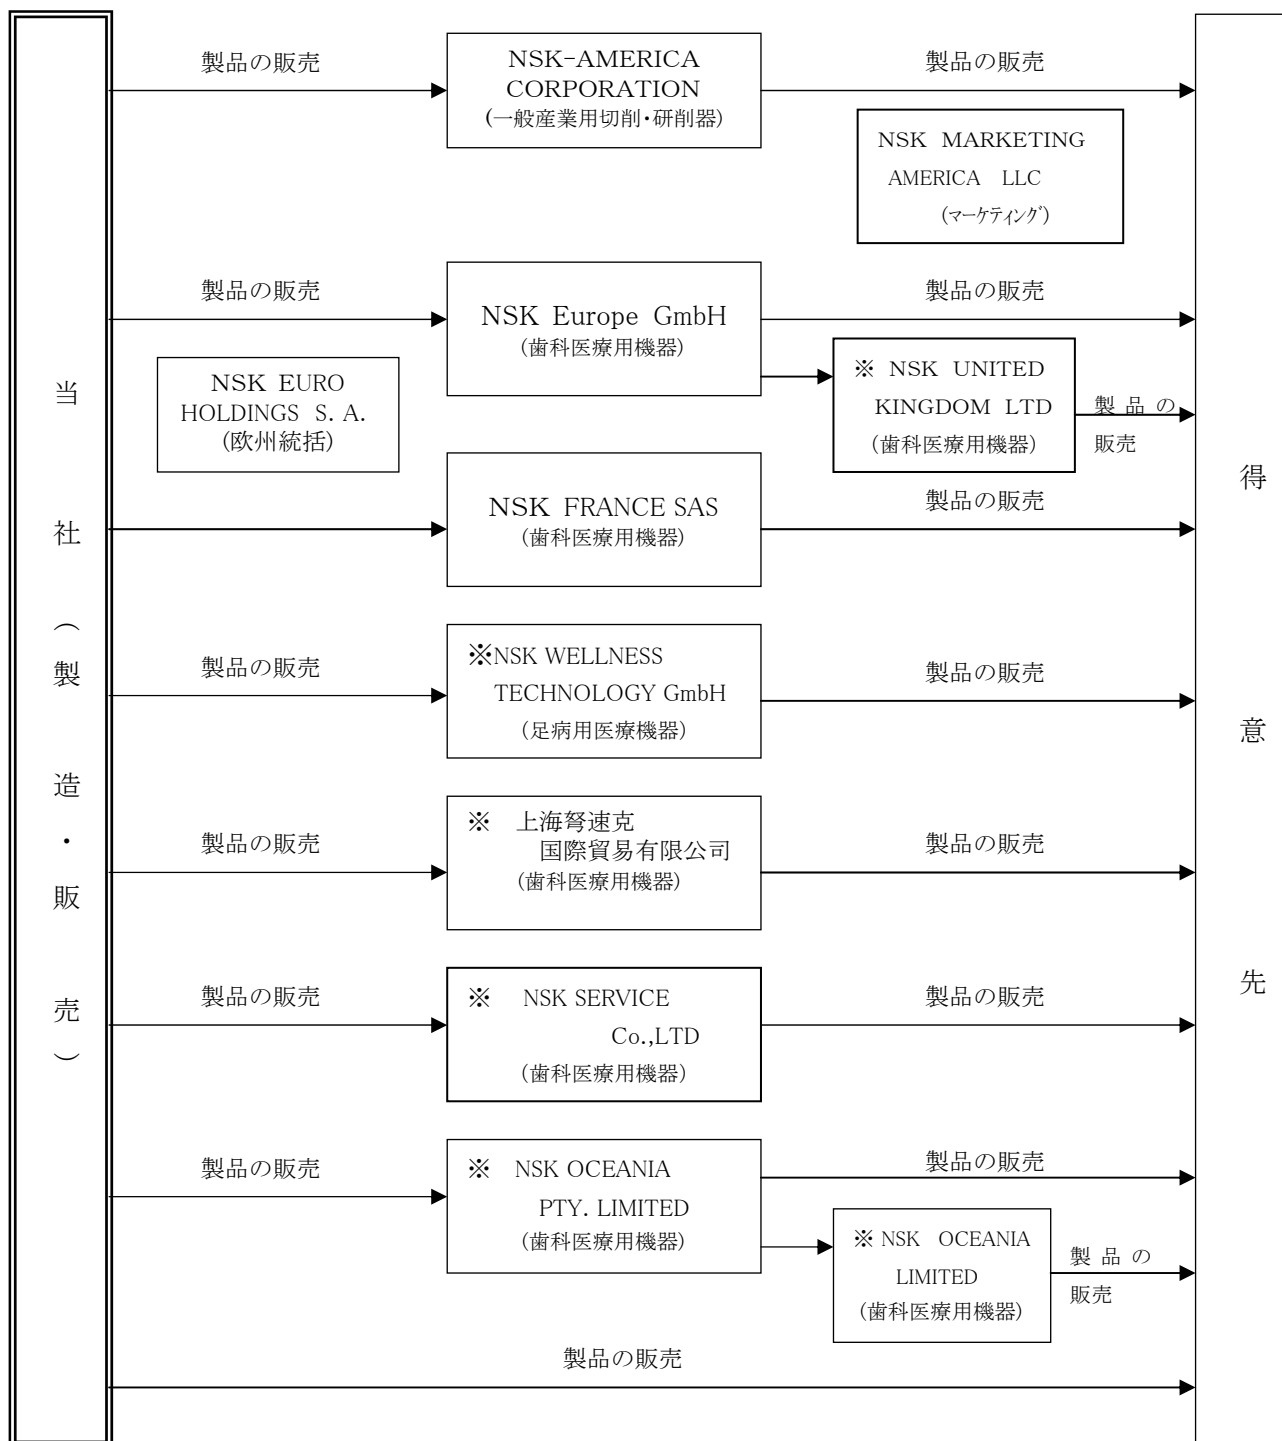 当社（製造・販売）
製品の販売
NSK-AMERICA
CORPORATION
(一般産業用切削・研削器)
製品の販売
NSK MARKETING
AMERICA LLC
(マーケティング)
製品の販売
NSK Europe GmbH
(歯科医療用機器)
製品の販売
NSK EURO
HOLDINGS S. A.
(欧州統括)
※ NSK UNITED
KINGDOM LTD
(歯科医療用機器)
製品の
販売
NSK FRANCE SAS
(歯科医療用機器)
製品の販売
製品の販売
※NSK WELLNESS
TECHNOLOGY GmbH
(足病用医療機器)
製品の販売
製品の販売
※ 上海弩速克
国際貿易有限公司
(歯科医療用機器)
製品の販売
製品の販売
※ NSK SERVICE
Co.,LTD
(歯科医療用機器)
製品の販売
製品の販売
※ NSK OCEANIA
PTY. LIMITED
(歯科医療用機器)
製品の販売
※ NSK OCEANIA
LIMITED
(歯科医療用機器)
製品の
販売
製品の販売
得意先